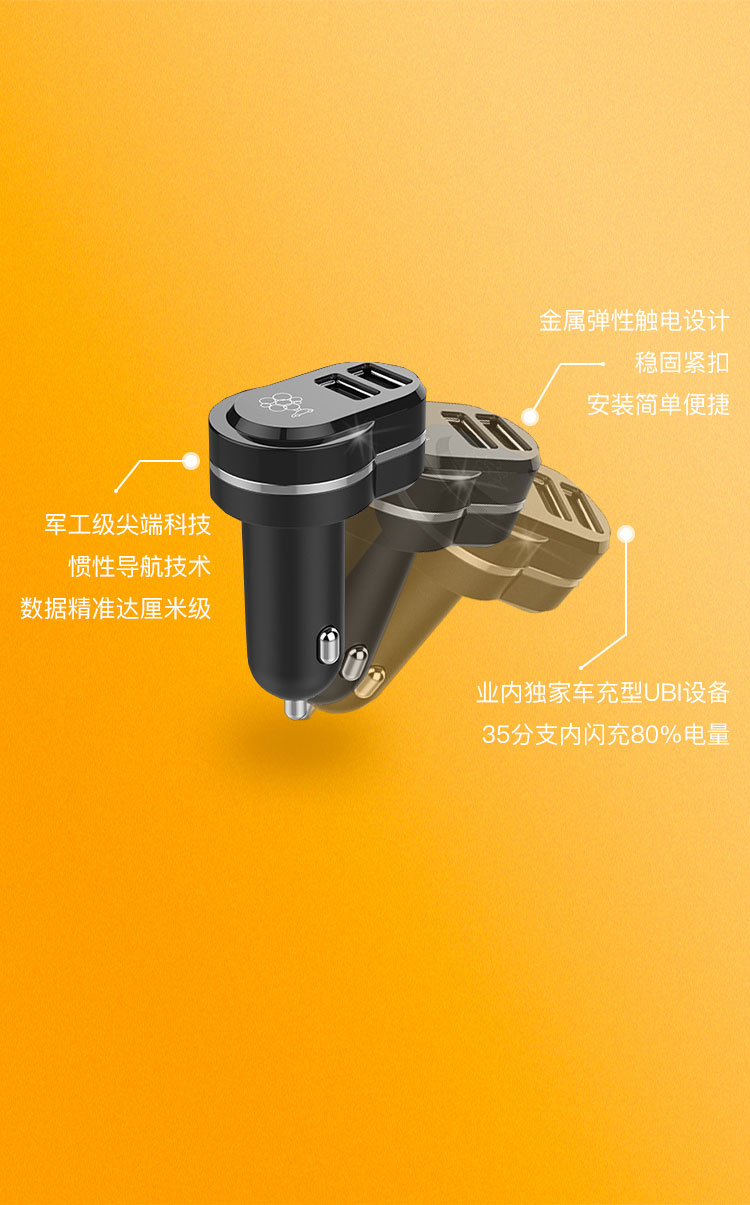 金属弹性触电设计
稳固紧扣
安装简单便捷
军工级尖端科技
惯性导航技术
数据精准达厘米级
业内独家车充型UBI设备
35分支内闪充80%电量